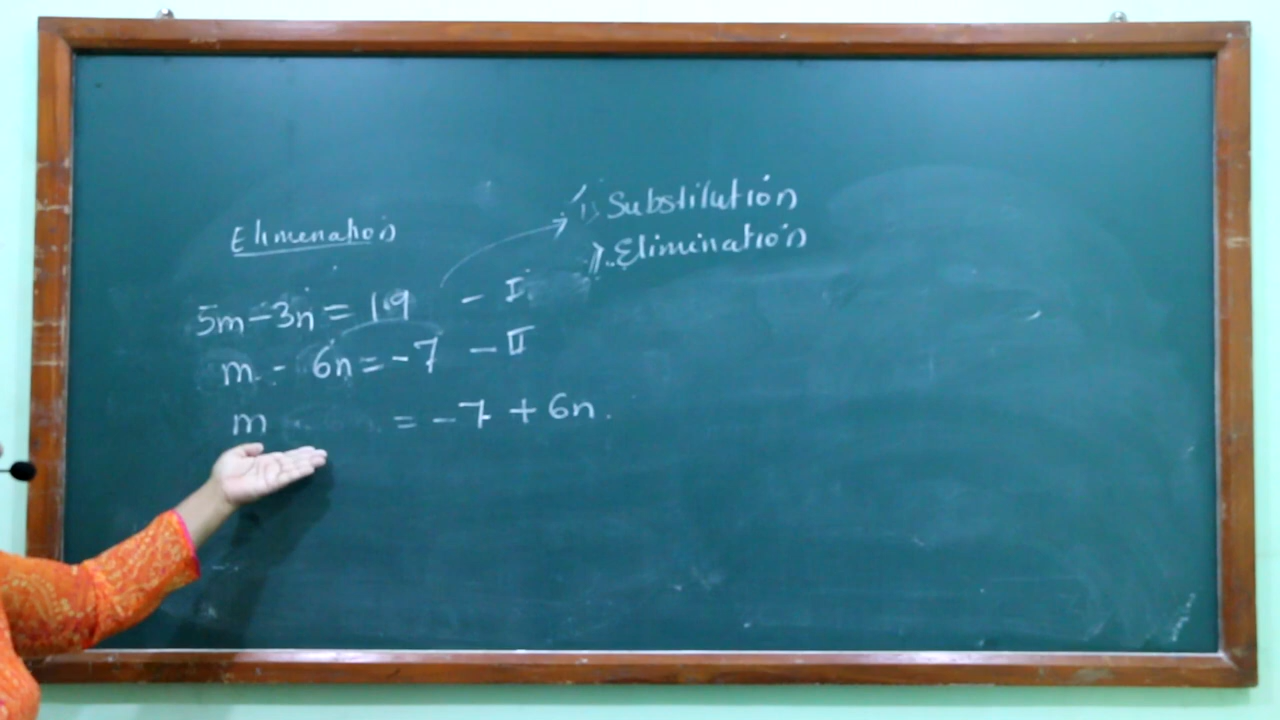 i) Substitution
Elimenation
ii) Elimination
5m - 3n = 19 - I
m - 6n = -7 - II
m = -7 + 6n.